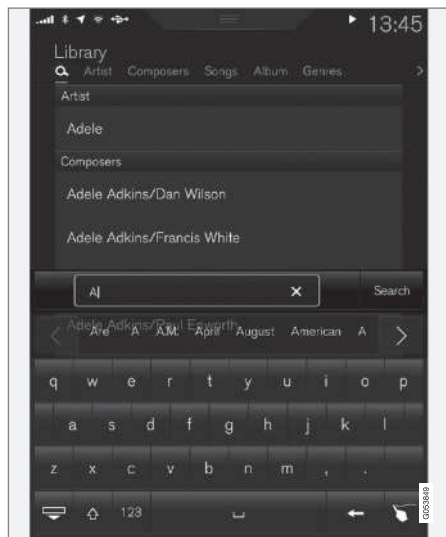 13:45
Library
Artist Composers Songs Album Genres
Artist
Adele
Composers
Adele Adkins/Dan Wilson
Adele Adkins/Francis White
A Search
Adele Adkins/Paul Epworth
Are A A.M. April August American A
q w e r t y u i o p
a s d f g h j k l
z x c v b n m , .
123
G053849